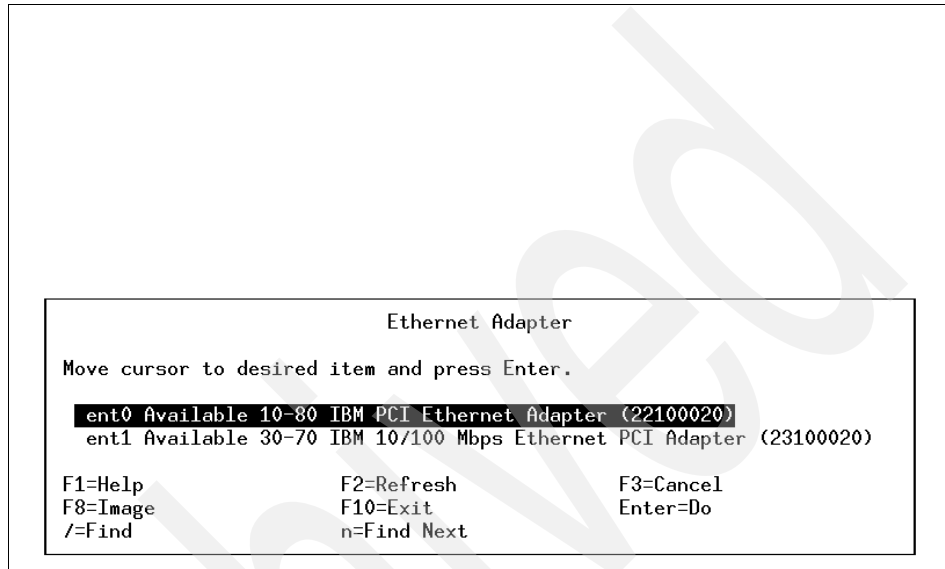 Ethernet Adapter
Move cursor to desired item and press Enter.
ent0 Available 10-80 IBM PCI Ethernet Adapter (22100020)
ent1 Available 30-70 IBM 10/100 Mbps Ethernet PCI Adapter (23100020)
F1=Help F2=Refresh F3=Cancel
F8=Image F10=Exit Enter=Do
/=Find n=Find Next